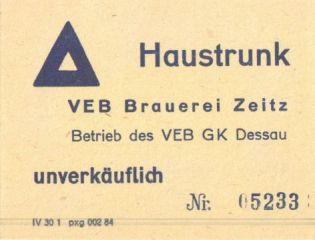 Haustrunk
VEB Brauerei Zeitz
Betrieb des VEB GK Dessau
unverkäuflich
Nr. 05233
IV 30 1 pxg 002 84